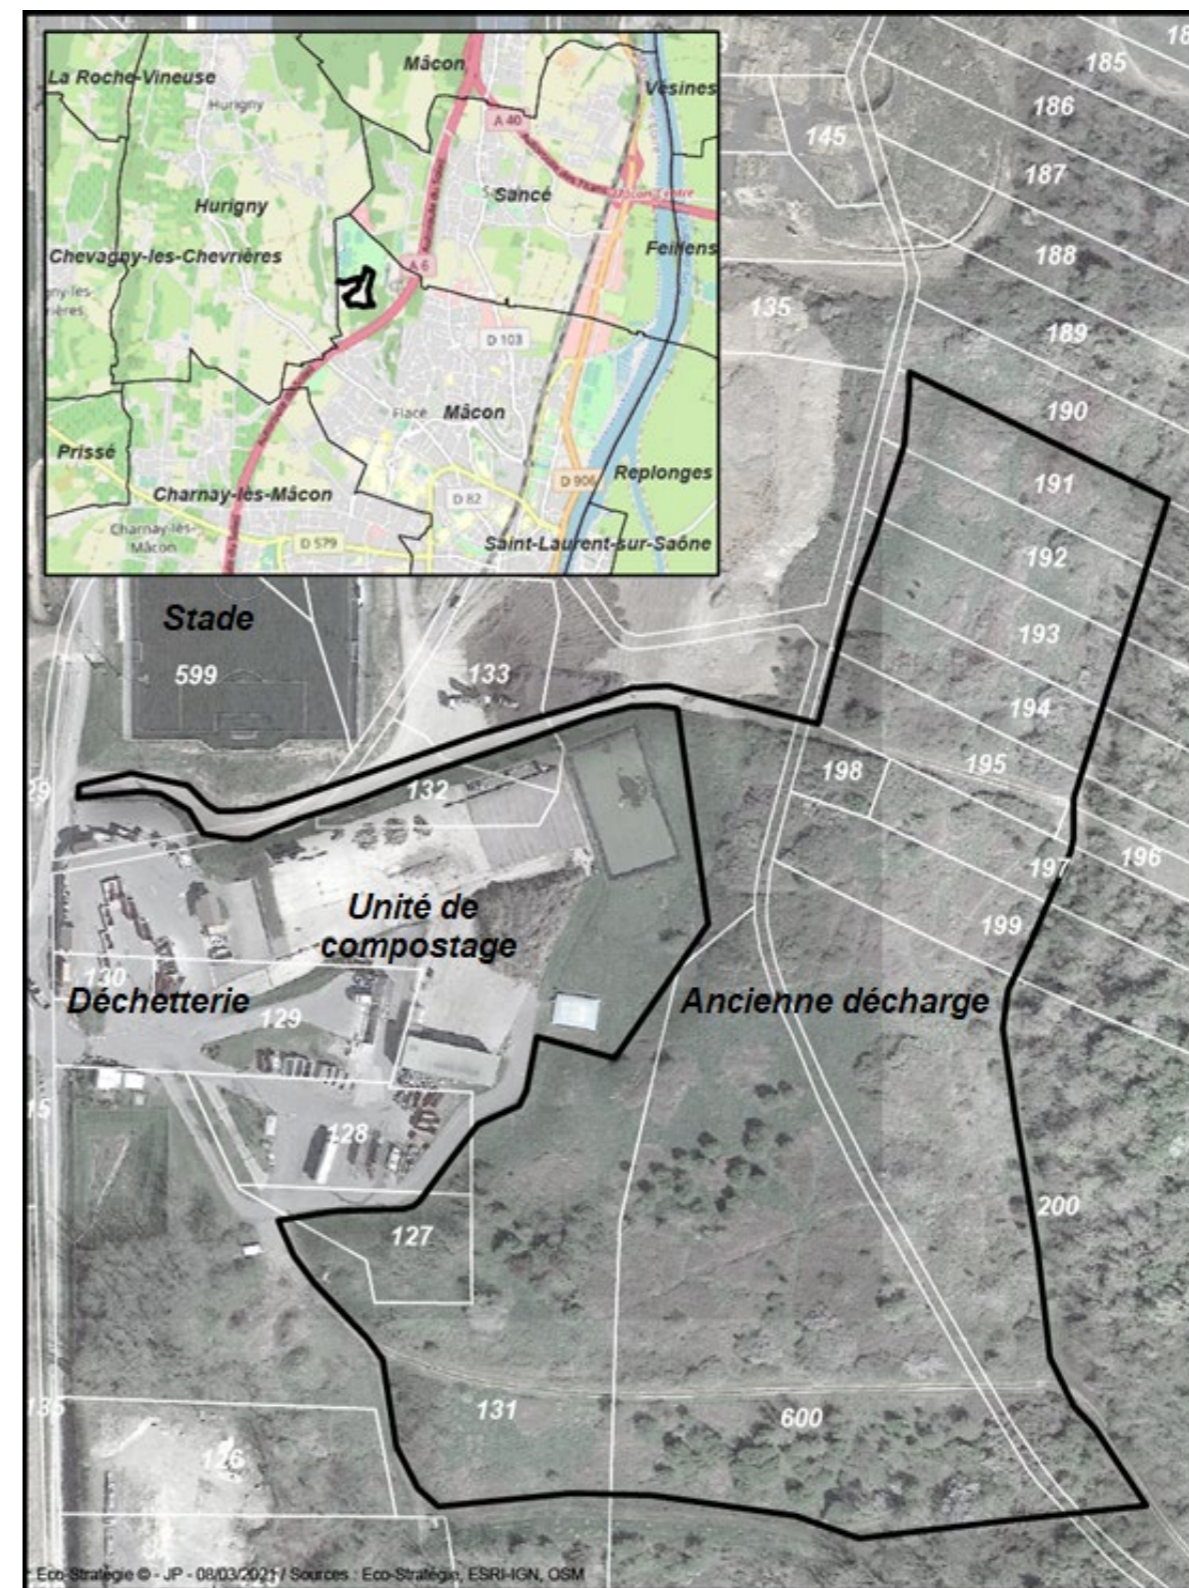 La Roche-Vineuse
Mâcon
Vésines
Hurigny
A 40
Sancé
Hurigny
Mâcon Centre
Chevagny-les-Chevrières
A 6
Feillens
D 103
Flacé
Mâcon
Prissé
Replonges
D 906
Charnay-lès-Mâcon
D 82
Charnay-lès-
Mâcon
D 579
Saint-Laurent-sur-Saône
185
186
145
187
188
135
189
190
191
192
193
194
195
198
196
197
199
Stade
599
133
132
Unité de
compostage
130
Déchetterie
129
Ancienne décharge
128
127
200
131
600
126
Eco-Stratégie © - JP - 08/03/2021 / Sources : Eco-Stratégie, ESRI-IGN, OSM